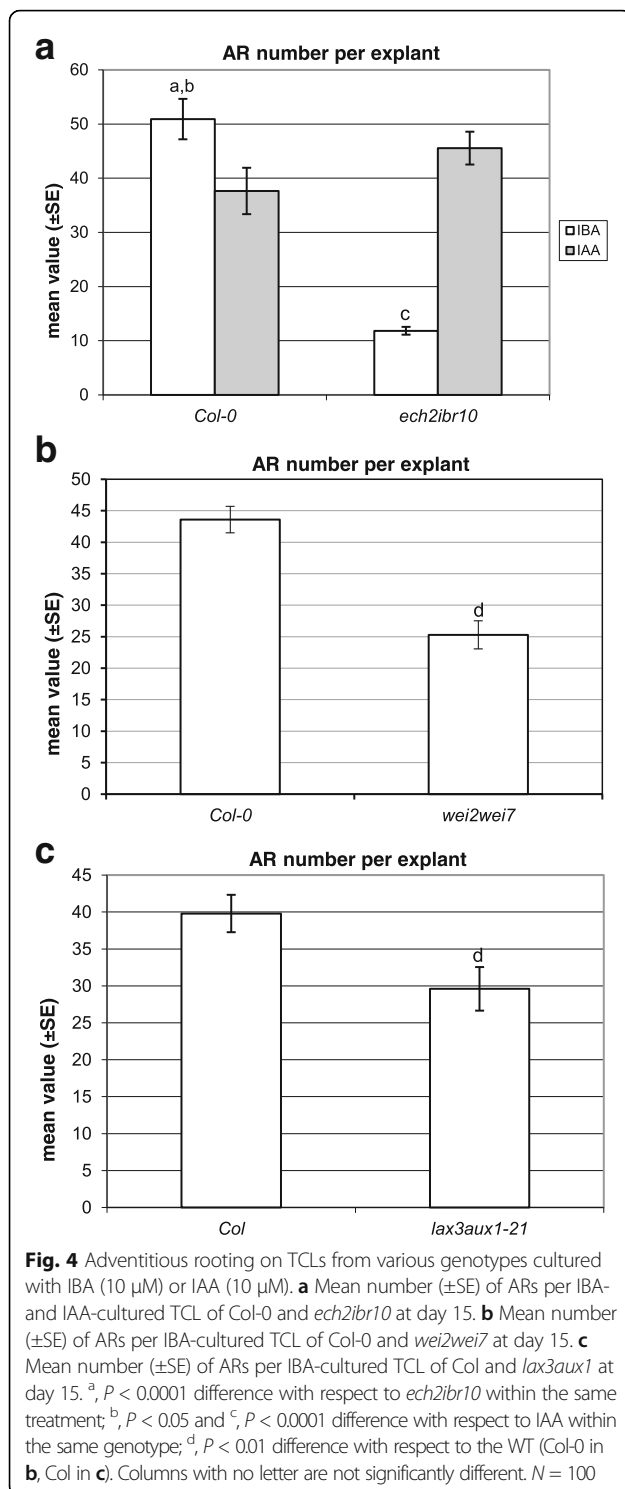 a
AR number per explant
60
50
40
30
20
10
0
mean value (±SE)
a,b
c
IBA
IAA
Col-0
ech2ibr10
b
AR number per explant
50
45
40
35
30
25
20
15
10
5
0
mean value (±SE)
d
Col-0
wei2wei7
c
AR number per explant
45
40
35
30
25
20
15
10
5
0
mean value (±SE)
d
Col
lax3aux1-21
Fig. 4 Adventitious rooting on TCLs from various genotypes cultured
with IBA (10 μM) or IAA (10 μM). a Mean number (±SE) of ARs per IBA-
and IAA-cultured TCL of Col-0 and ech2ibr10 at day 15. b Mean number
(±SE) of ARs per IBA-cultured TCL of Col-0 and wei2wei7 at day 15. c
Mean number (±SE) of ARs per IBA-cultured TCL of Col and lax3aux1 at
day 15. a, P < 0.0001 difference with respect to ech2ibr10 within the same
treatment; b, P < 0.05 and c, P < 0.0001 difference with respect to IAA within
the same genotype; d, P < 0.01 difference with respect to the WT (Col-0 in
b, Col in c). Columns with no letter are not significantly different. N = 100